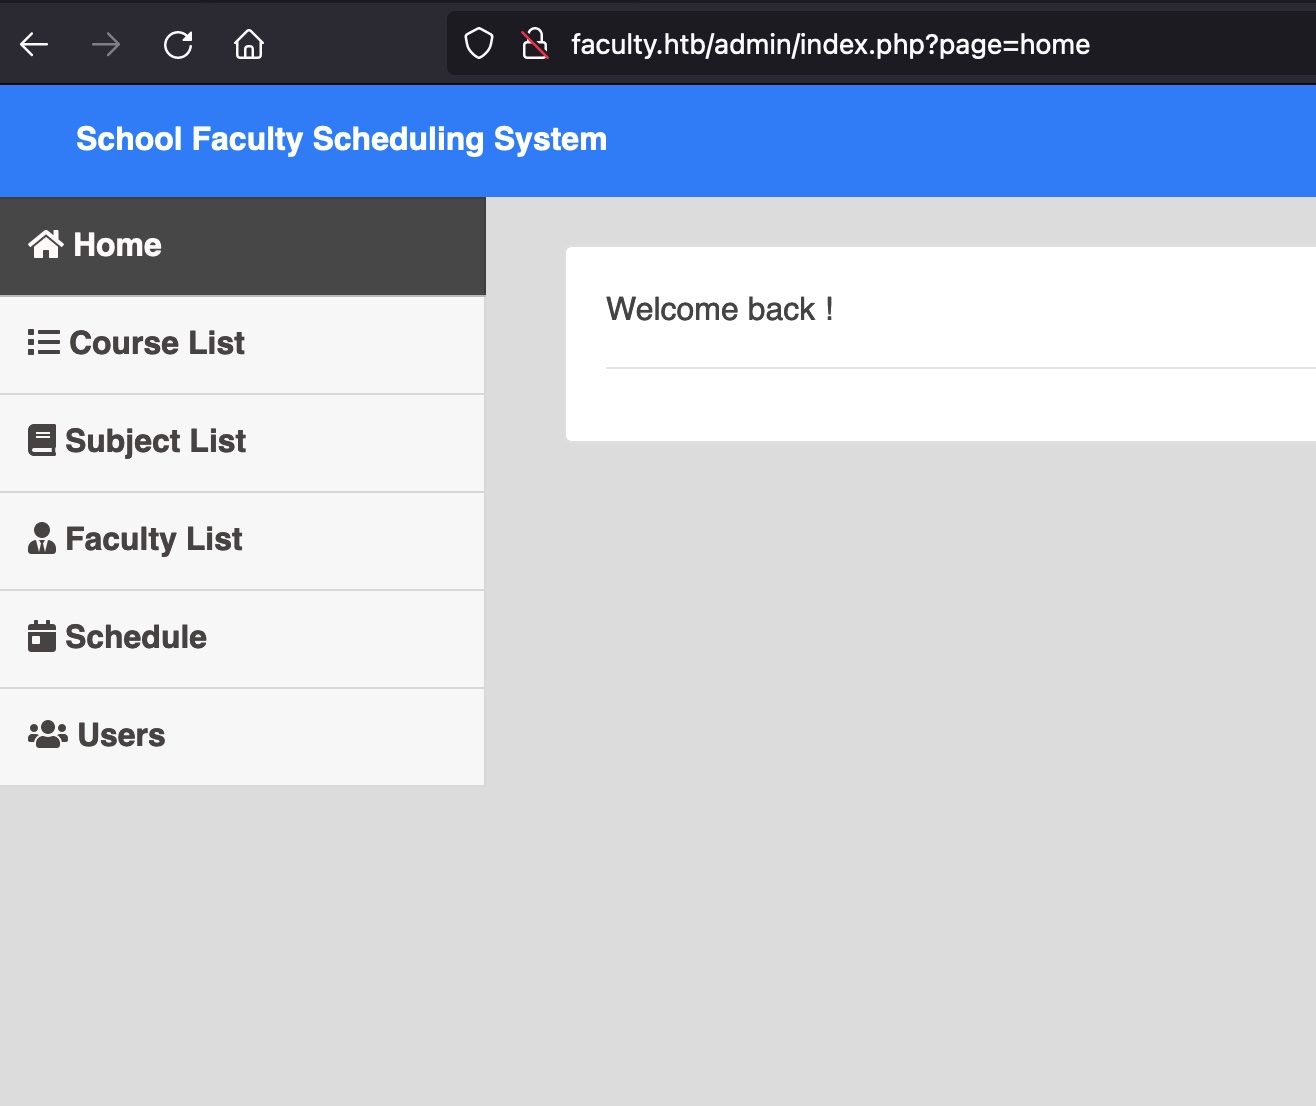 faculty.htb/admin/index.php?page=home
School Faculty Scheduling System
Home
Welcome back !
Course List
Subject List
Faculty List
Schedule
Users